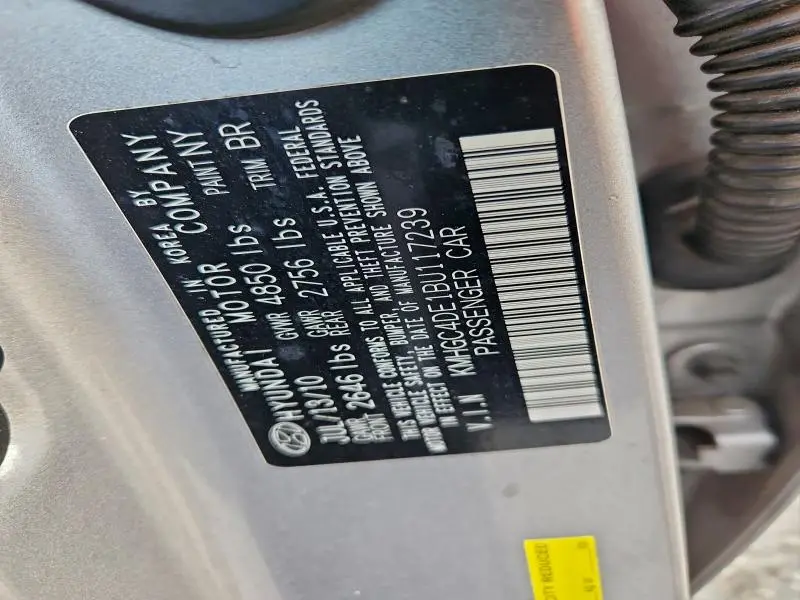 MANUFACTURED IN KOREA BY
HYUNDAI MOTOR COMPANY
JUL/13/10 GVWR 4850 lbs PAINT NY
GAWR FRONT 2646 lbs GAWR REAR 2756 lbs TRIM BR
THIS VEHICLE CONFORMS TO ALL APPLICABLE U.S.A. FEDERAL
MOTOR VEHICLE SAFETY, BUMPER, AND THEFT PREVENTION STANDARDS
IN EFFECT ON THE DATE OF MANUFACTURE SHOWN ABOVE
V.I.N KMHGC4DE1BU117239
PASSENGER CAR
CITY REDUCED